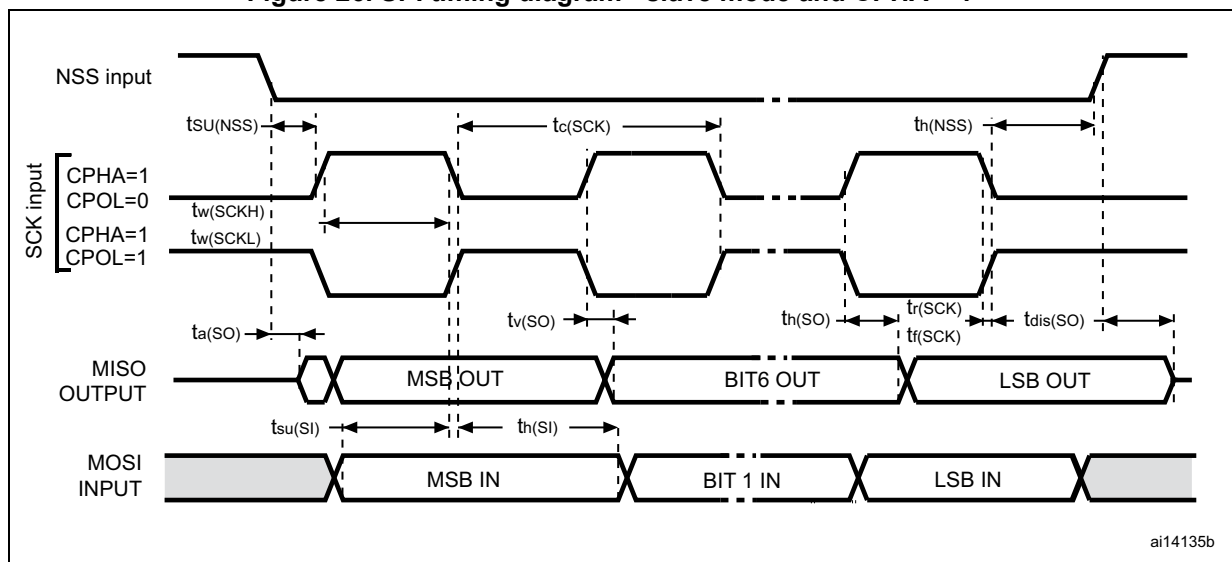 NSS input
tSU(NSS)
tc(SCK)
th(NSS)
SCK input
CPHA=1
CPOL=0
tw(SCKH)
CPHA=1
tw(SCKL)
CPOL=1
ta(SO)
tv(SO)
th(SO)
tr(SCK)
tf(SCK)
tdis(SO)
MISO
OUTPUT
MSB OUT
BIT6 OUT
LSB OUT
tsu(SI)
th(SI)
MOSI
INPUT
MSB IN
BIT 1 IN
LSB IN
ai14135b